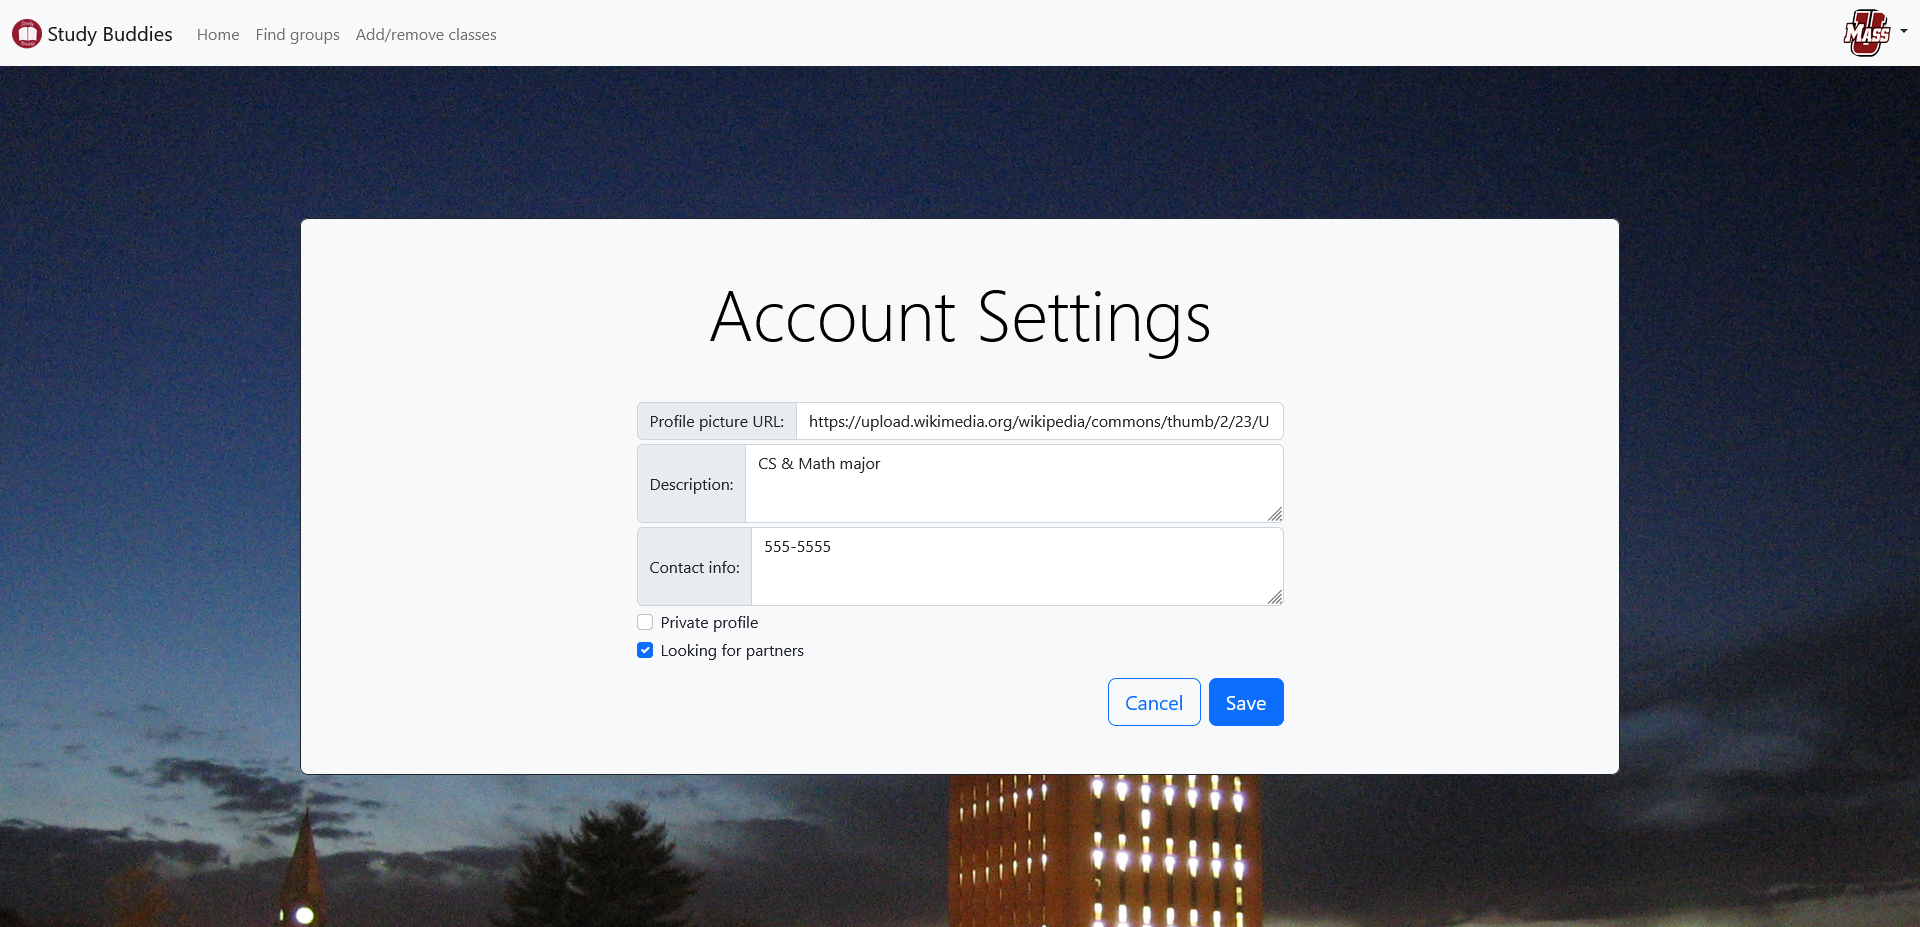 Study Buddies
Home
Find groups
Add/remove classes
U
MASS
Account Settings
Profile picture URL:
https://upload.wikimedia.org/wikipedia/commons/thumb/2/23/U
Description:
CS & Math major
Contact info:
555-5555
Private profile
Looking for partners
Cancel
Save